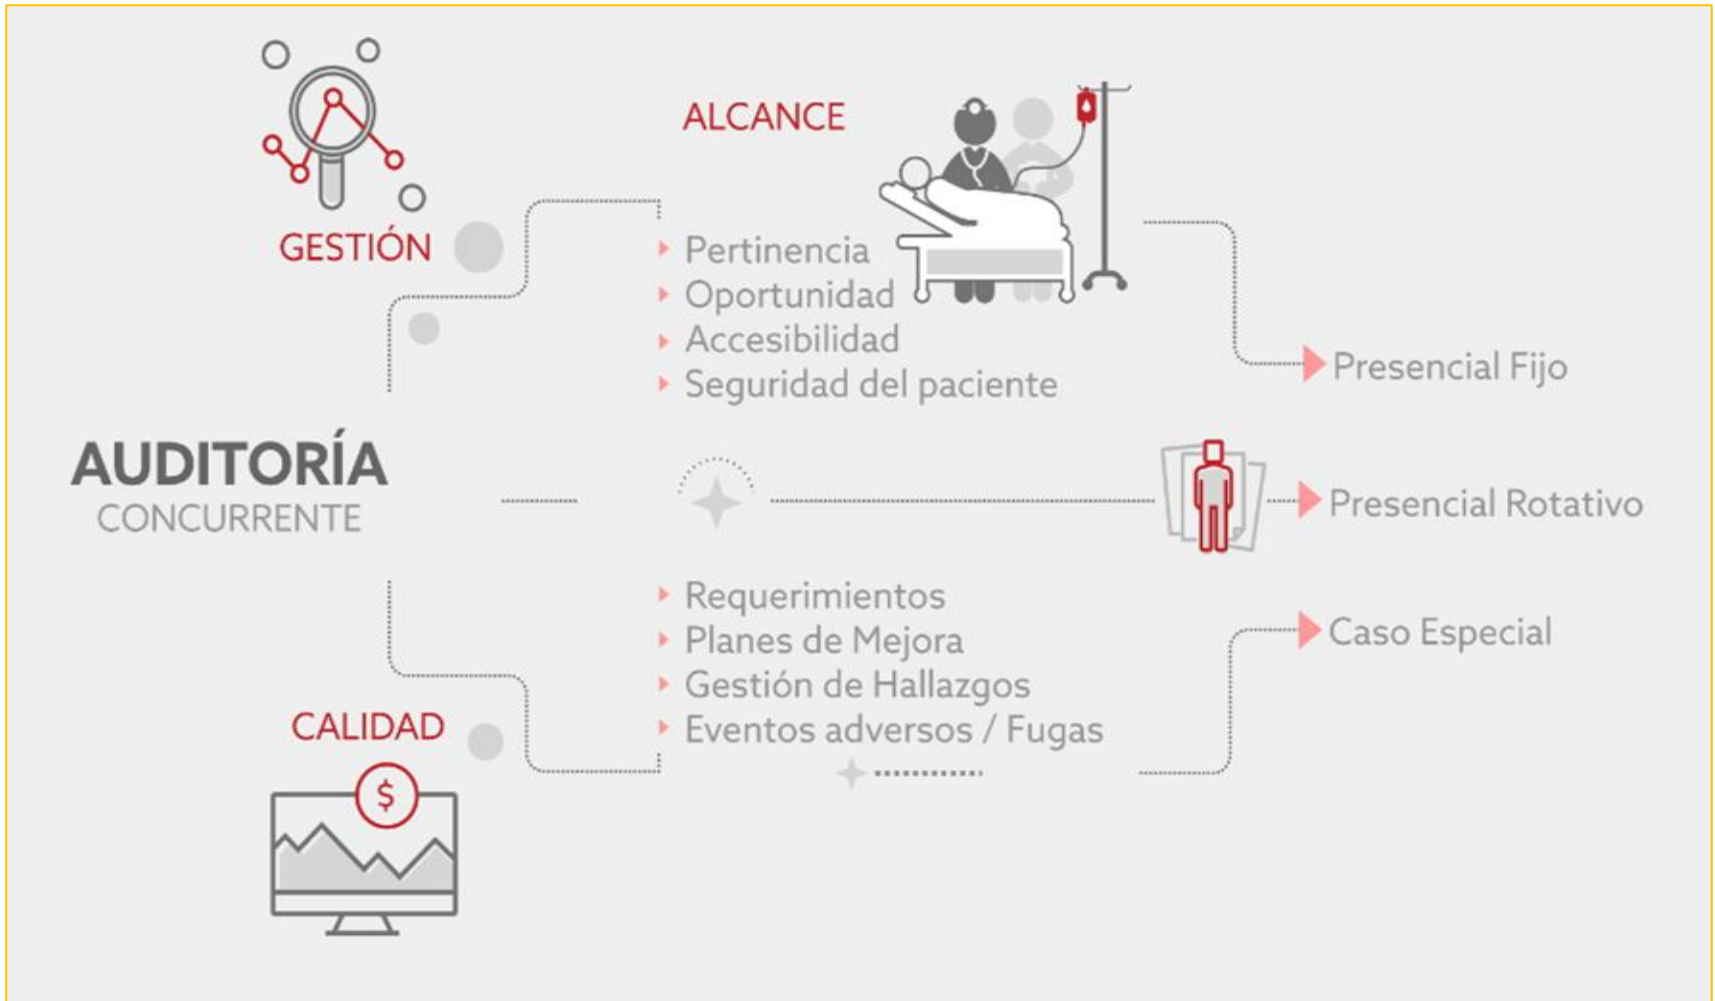 ALCANCE
GESTIÓN
Pertinencia
Oportunidad
Accesibilidad
Seguridad del paciente
Presencial Fijo
AUDITORÍA
CONCURRENTE
Presencial Rotativo
Requerimientos
Planes de Mejora
Gestión de Hallazgos
Eventos adversos / Fugas
Caso Especial
CALIDAD
$